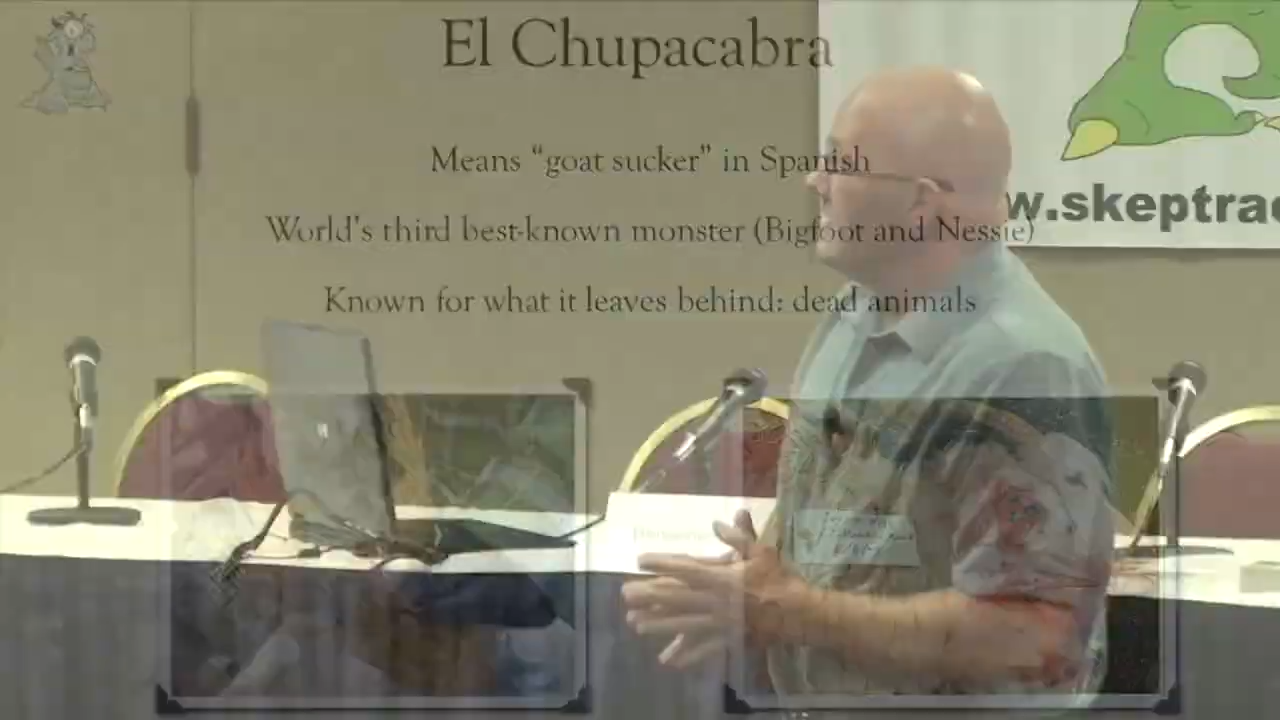 El Chupacabra
Means “goat sucker” in Spanish
w.skeptrac
World's third best-known monster (Bigfoot and Nessie)
Known for what it leaves behind: dead animals